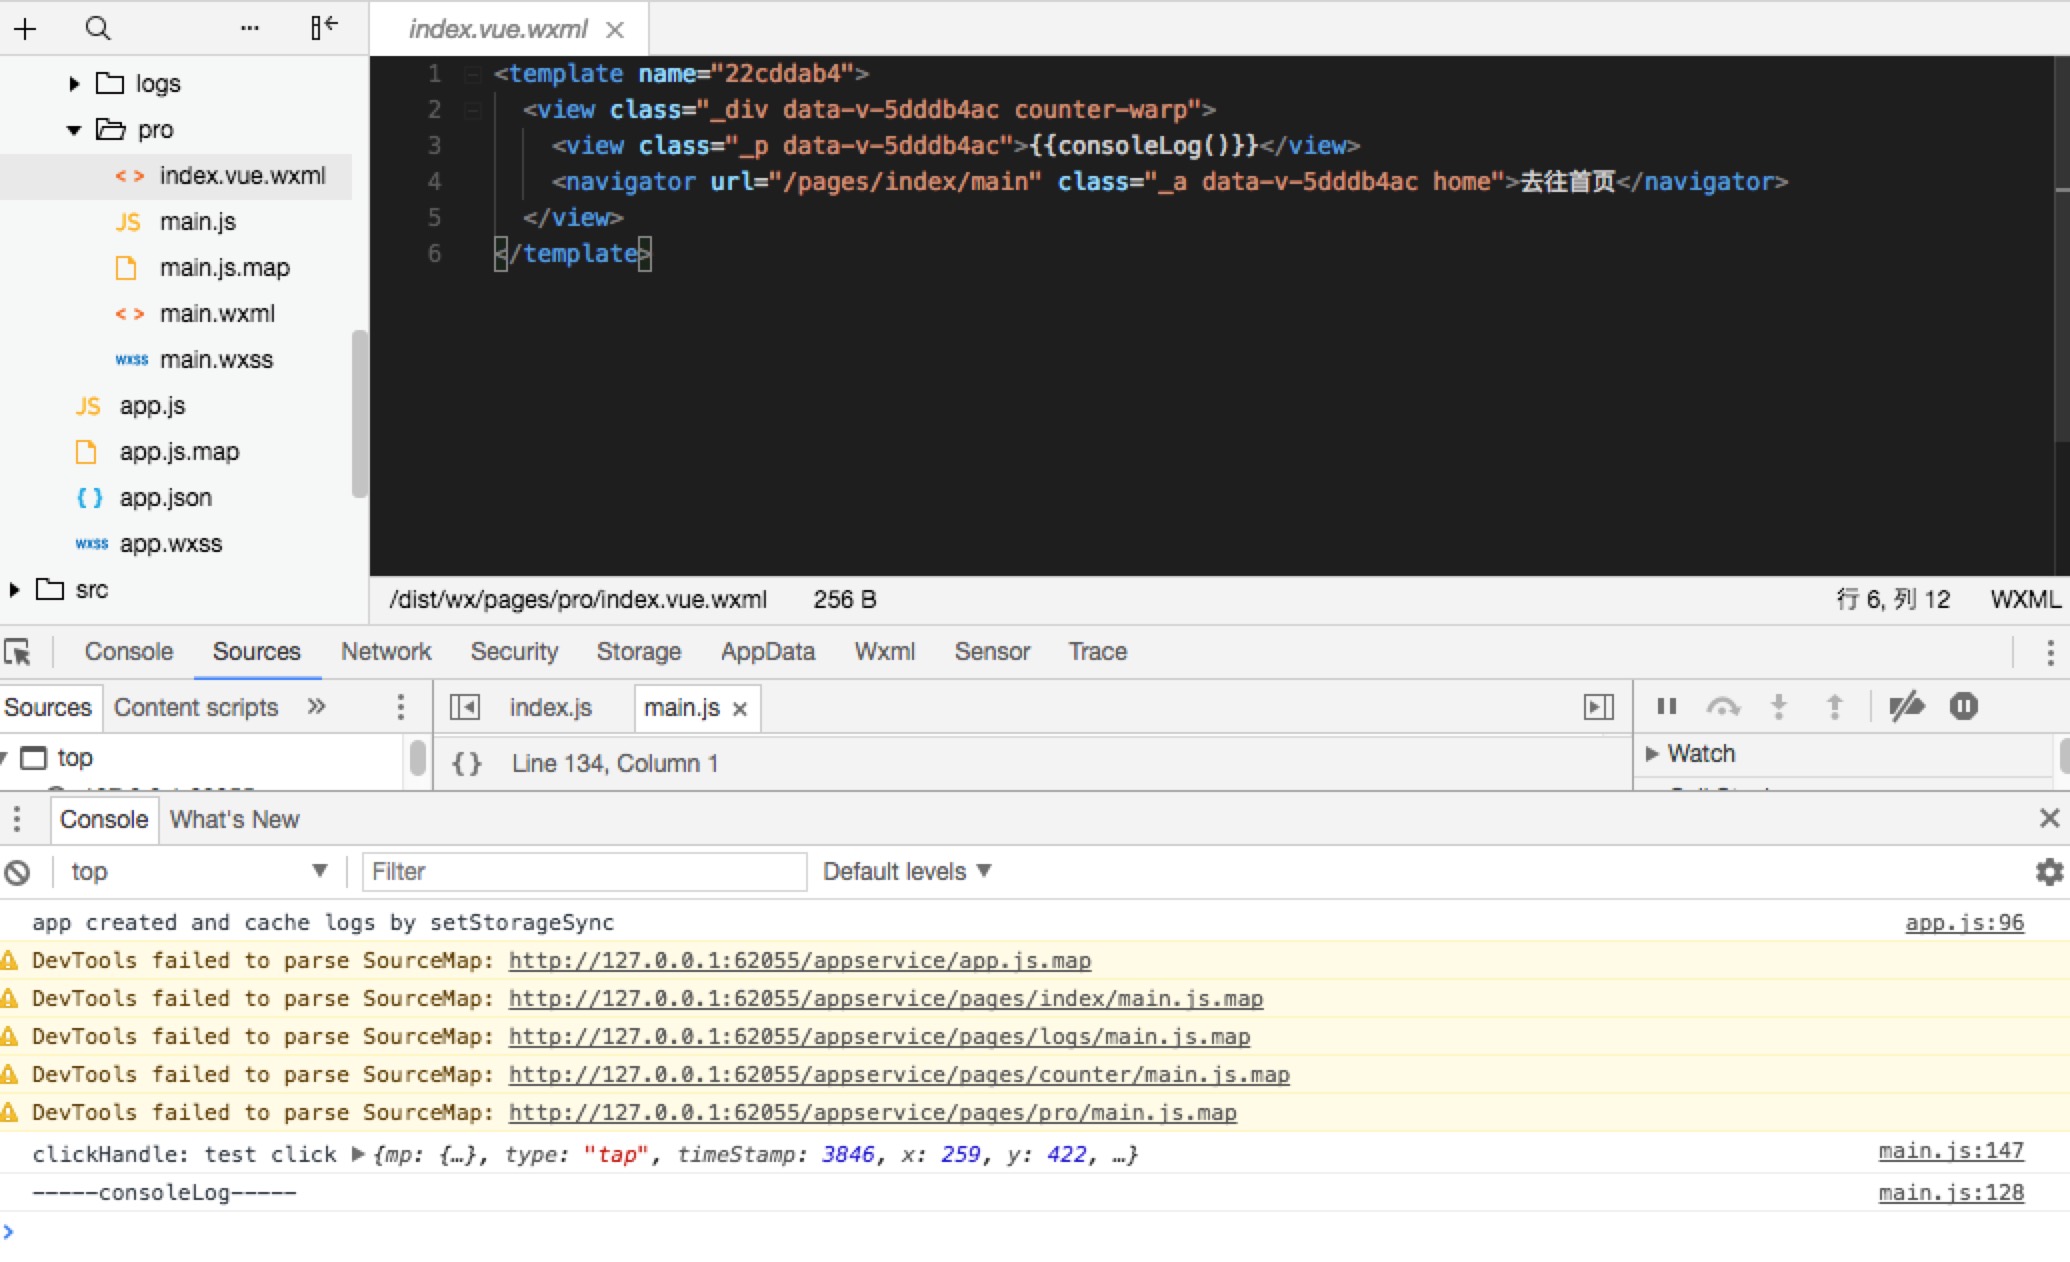 index.vue.wxml
logs
pro
index.vue.wxml
main.js
main.js.map
main.wxml
main.wxss
app.js
app.js.map
app.json
app.wxss
src
1 <template name="22cddab4">
2 <view class="_div data-v-5dddb4ac counter-warp">
3 <view class="_p data-v-5dddb4ac">{{consoleLog()}}</view>
4 <navigator url="/pages/index/main" class="_a data-v-5dddb4ac home">去往首页</navigator>
5 </view>
6 </template>
/dist/wx/pages/pro/index.vue.wxml 256 B 行 6, 列 12 WXML
Console Sources Network Security Storage AppData Wxml Sensor Trace
Sources Content scripts » index.js main.js
top {} Line 134, Column 1 Watch
Console What's New
top Filter Default levels
app created and cache logs by setStorageSync app.js:96
DevTools failed to parse SourceMap: http://127.0.0.1:62055/appservice/app.js.map
DevTools failed to parse SourceMap: http://127.0.0.1:62055/appservice/pages/index/main.js.map
DevTools failed to parse SourceMap: http://127.0.0.1:62055/appservice/pages/logs/main.js.map
DevTools failed to parse SourceMap: http://127.0.0.1:62055/appservice/pages/counter/main.js.map
DevTools failed to parse SourceMap: http://127.0.0.1:62055/appservice/pages/pro/main.js.map
clickHandle: test click ▶{mp: {…}, type: "tap", timeStamp: 3846, x: 259, y: 422, …} main.js:147
-----consoleLog----- main.js:128